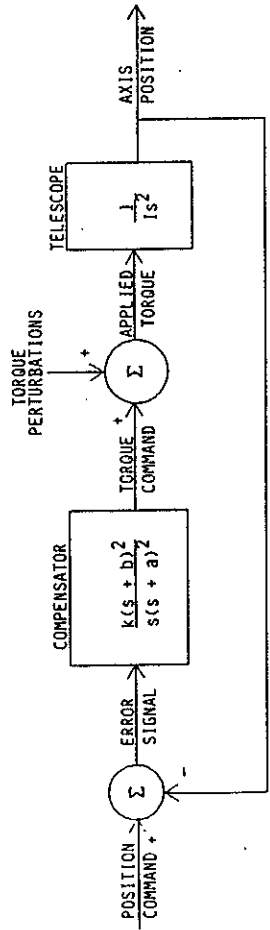 POSITION
COMMAND +
Σ
-
ERROR
SIGNAL
COMPENSATOR
k(s + b)²
s(s + a)²
TORQUE +
COMMAND
TORQUE
PERTURBATIONS
+
Σ
APPLIED
TORQUE
TELESCOPE
1
Is²
AXIS
POSITION